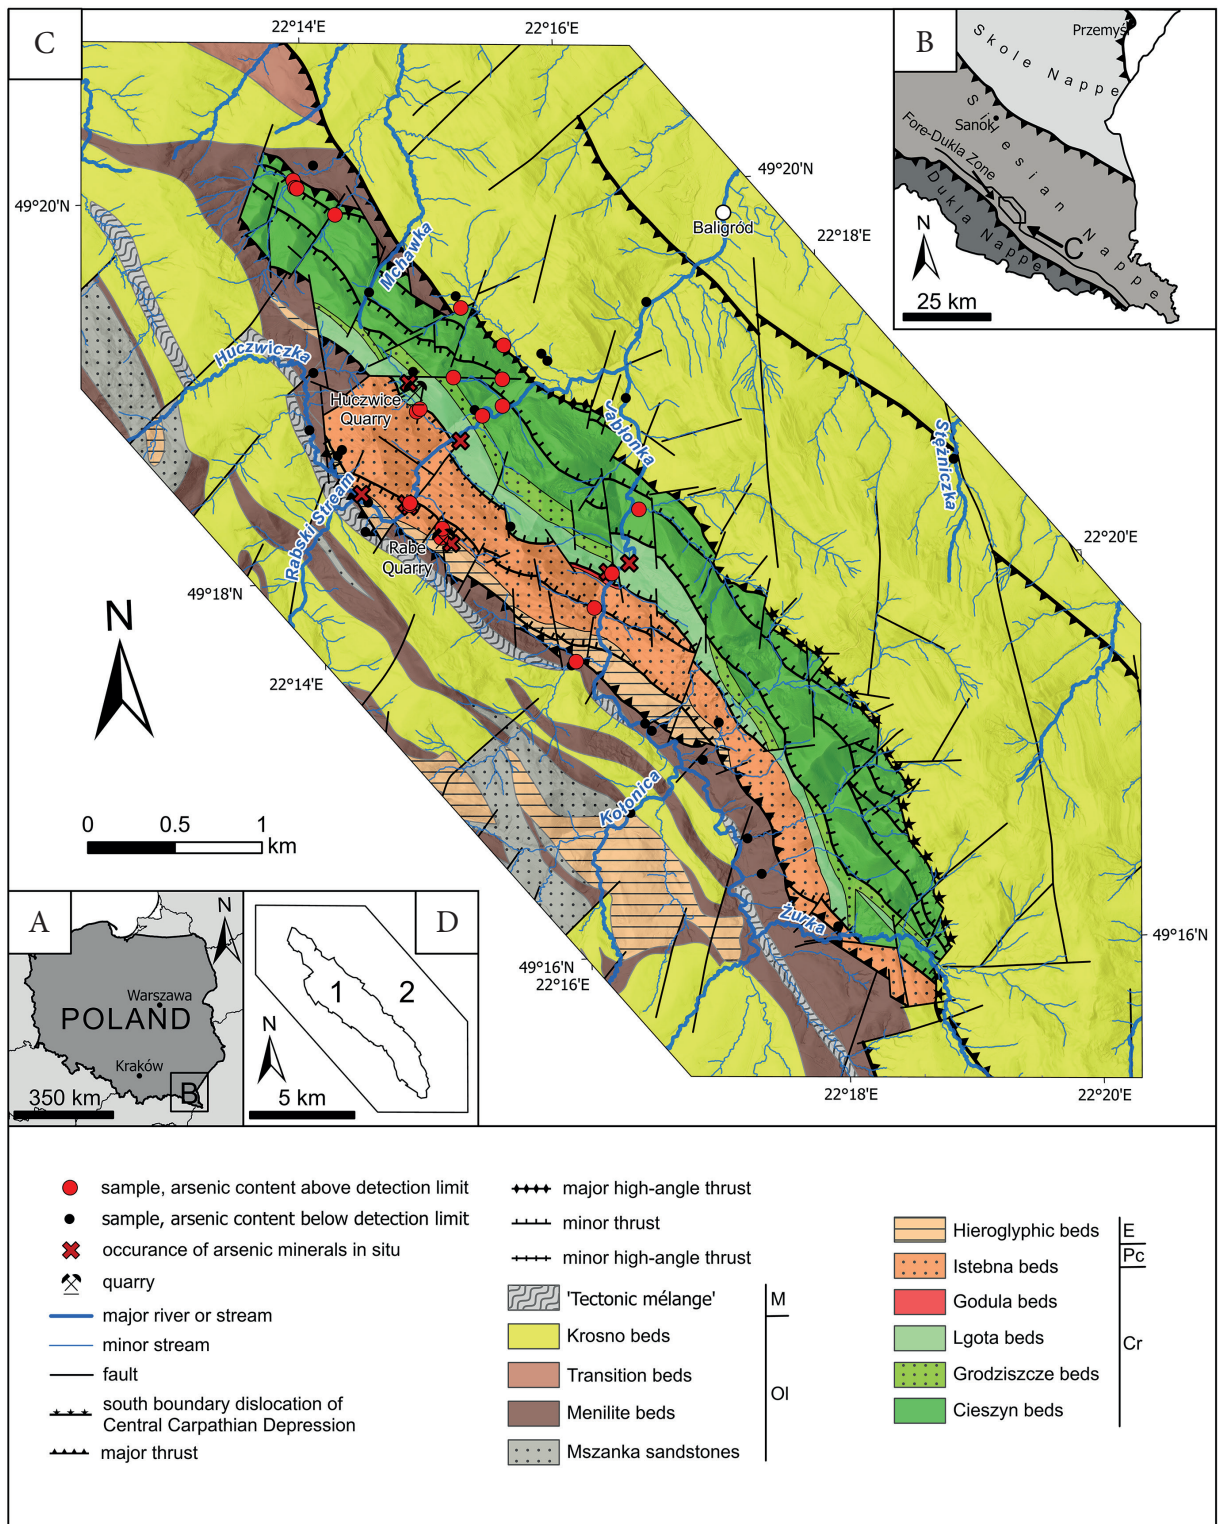 C
22°14'E
22°16'E
B
Przemyśl
Skole Nappe
Sanok
Silesian Nappe
Fore-Dukla Zone
Dukla Nappe
C
N
25 km
49°20'N
49°20'N
Baligród
22°18'E
Mchawka
Huczwiczka
Huczwice
Quarry
Jabłonka
Stężniczka
Rabski Stream
Rabe
Quarry
22°20'E
49°18'N
N
22°14'E
0 0.5 1
km
Kołonica
Żurka
49°16'N
49°16'N
22°16'E
22°18'E
22°20'E
A
N
Warszawa
POLAND
Kraków
B
350 km
D
1
2
N
5 km
sample, arsenic content above detection limit
sample, arsenic content below detection limit
occurance of arsenic minerals in situ
quarry
major river or stream
minor stream
fault
south boundary dislocation of
Central Carpathian Depression
major thrust
major high-angle thrust
minor thrust
minor high-angle thrust
'Tectonic mélange'
M
Krosno beds
Transition beds
Ol
Menilite beds
Mszanka sandstones
Hieroglyphic beds
E
Pc
Istebna beds
Godula beds
Lgota beds
Cr
Grodziszcze beds
Cieszyn beds